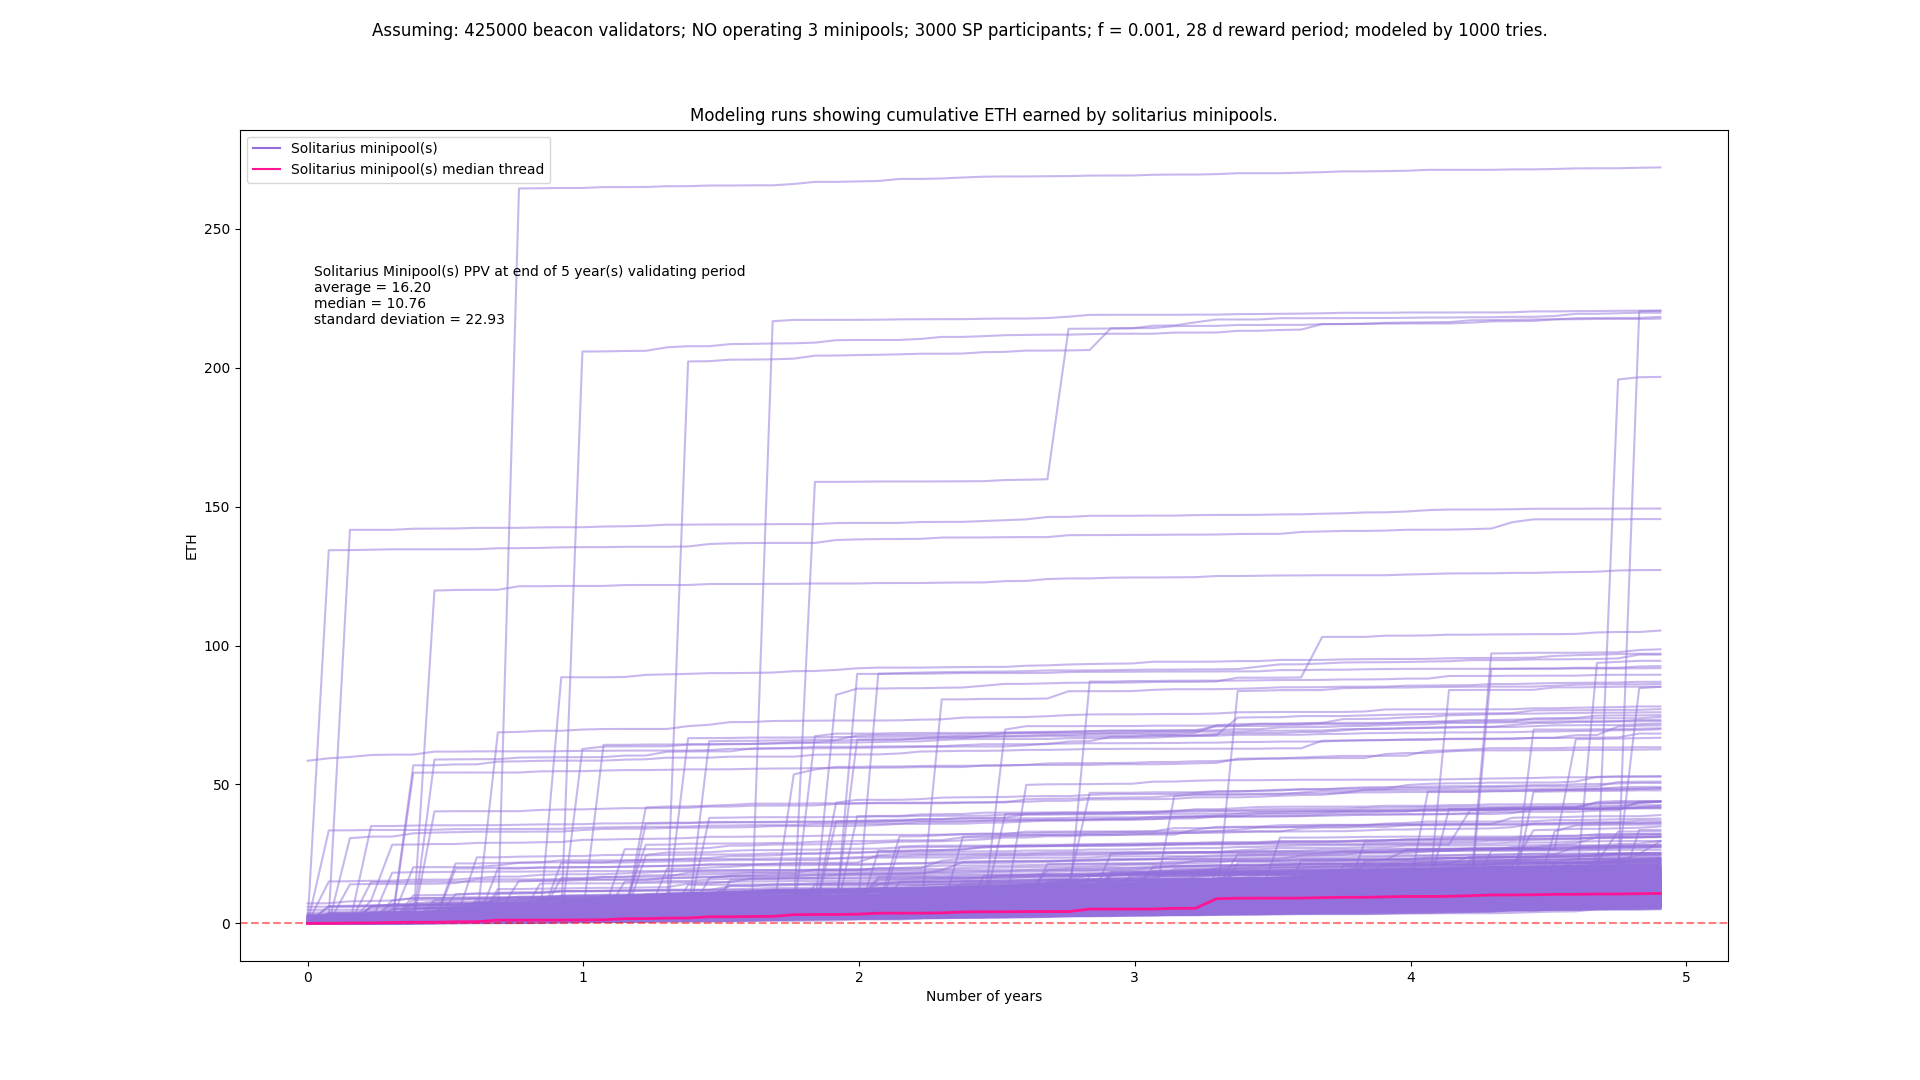 Assuming: 425000 beacon validators; NO operating 3 minipools; 3000 SP participants; f = 0.001, 28 d reward period; modeled by 1000 tries.
Modeling runs showing cumulative ETH earned by solitarius minipools.
Solitarius minipool(s)
Solitarius minipool(s) median thread
Solitarius Minipool(s) PPV at end of 5 year(s) validating period
average = 16.20
median = 10.76
standard deviation = 22.93
ETH
250
200
150
100
50
0
0 1 2 3 4 5
Number of years